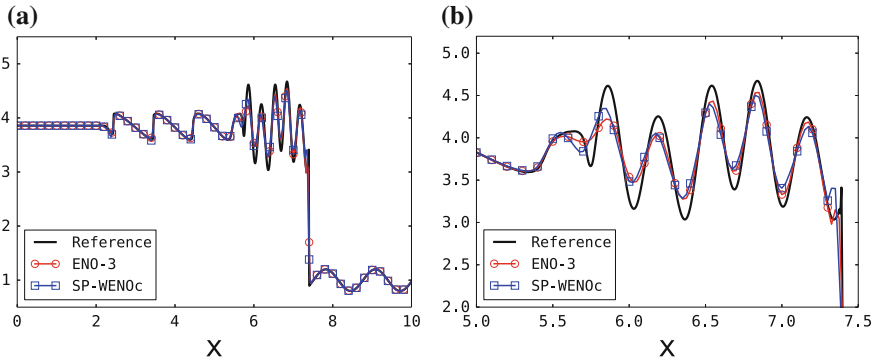 (a)
5
4
3
2
1
Reference
ENO-3
SP-WENOc
0 2 4 6 8 10
X
(b)
5.0
4.5
4.0
3.5
3.0
2.5
2.0
Reference
ENO-3
SP-WENOc
5.0 5.5 6.0 6.5 7.0 7.5
X